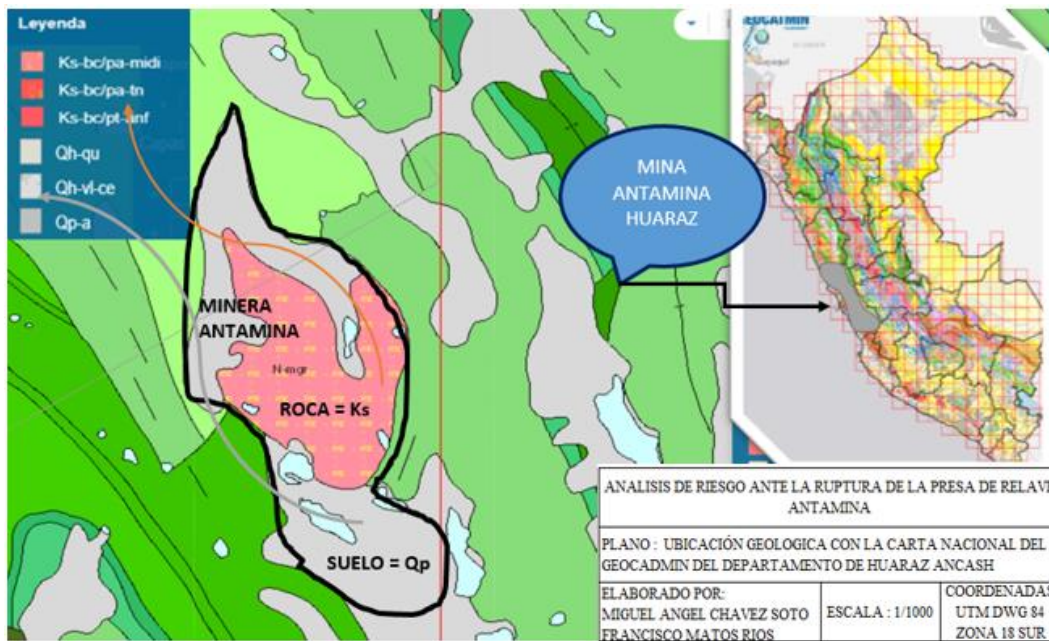 Leyenda
Ks-bc/pa-midi
Ks-bc/pa-tn
Ks-bc/pt-anf
Qh-qu
Qh-vl-ce
Qp-a
MINERA
ANTAMINA
N-mgr
ROCA = Ks
SUELO = Qp
MINA
ANTAMINA
HUARAZ
GEOCATMIN
ANALISIS DE RIESGO ANTE LA RUPTURA DE LA PRESA DE RELAVE
ANTAMINA
PLANO : UBICACIÓN GEOLOGICA CON LA CARTA NACIONAL DEL
GEOCADMIN DEL DEPARTAMENTO DE HUARAZ ANCASH
ELABORADO POR:
MIGUEL ANGEL CHAVEZ SOTO
FRANCISCO MATOS RIOS
ESCALA : 1/1000
COORDENADAS
UTM DWG 84
ZONA 18 SUR